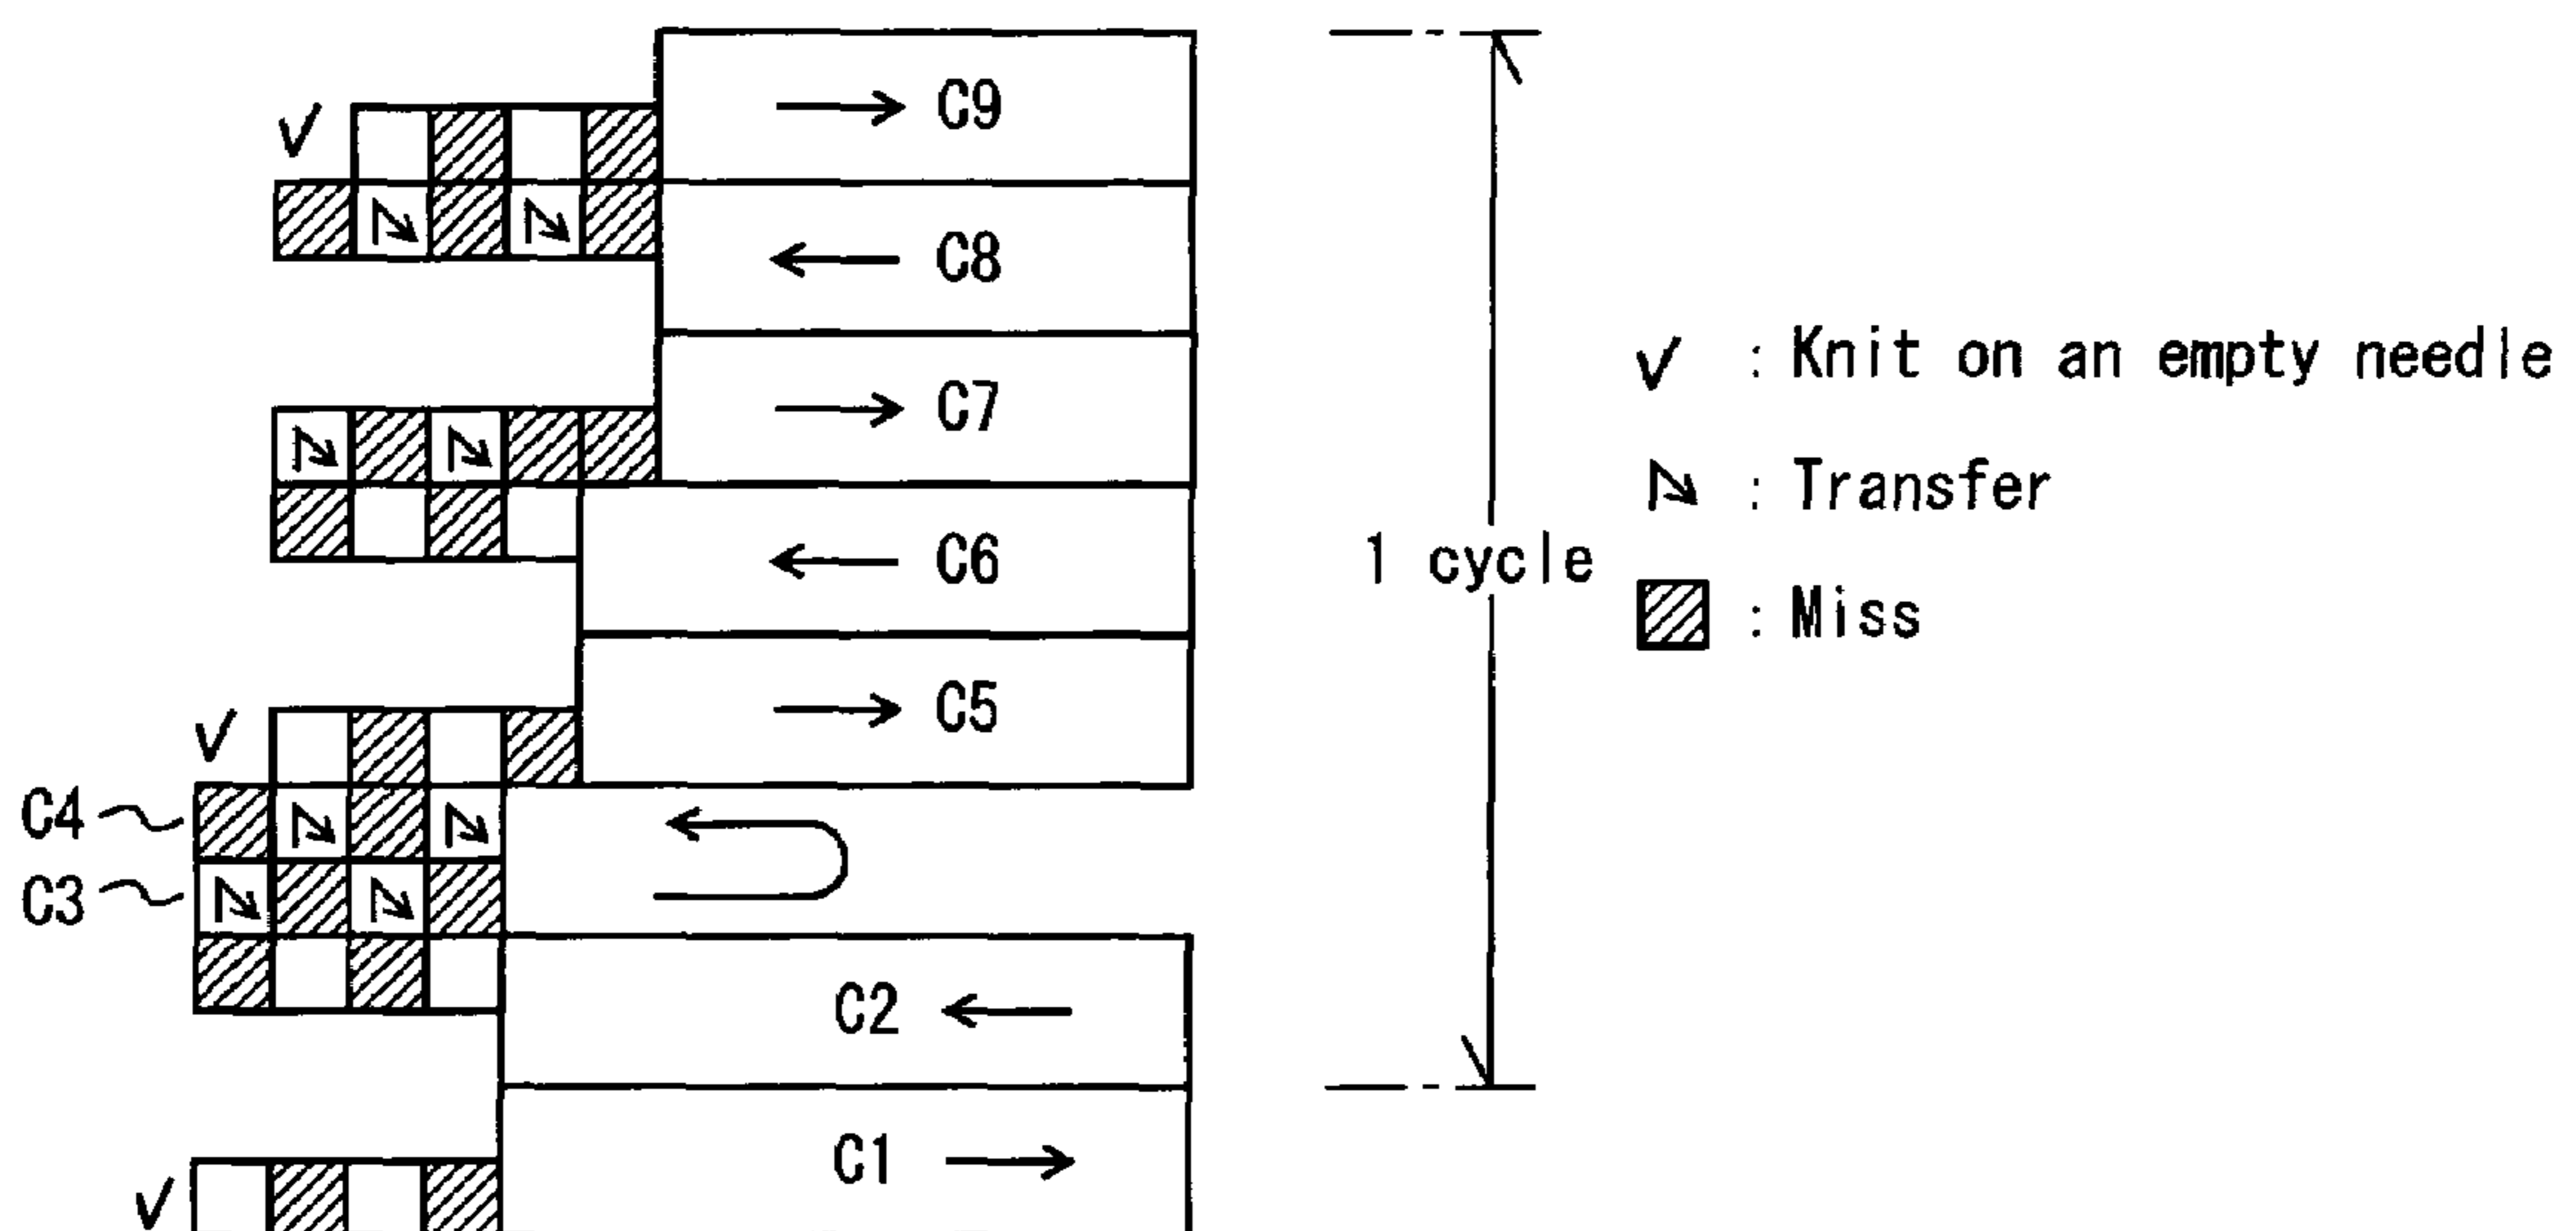 C9
C8
C7
C6
C5
C4
C3
C2
C1
1 cycle
✓ : Knit on an empty needle
: Transfer
: Miss